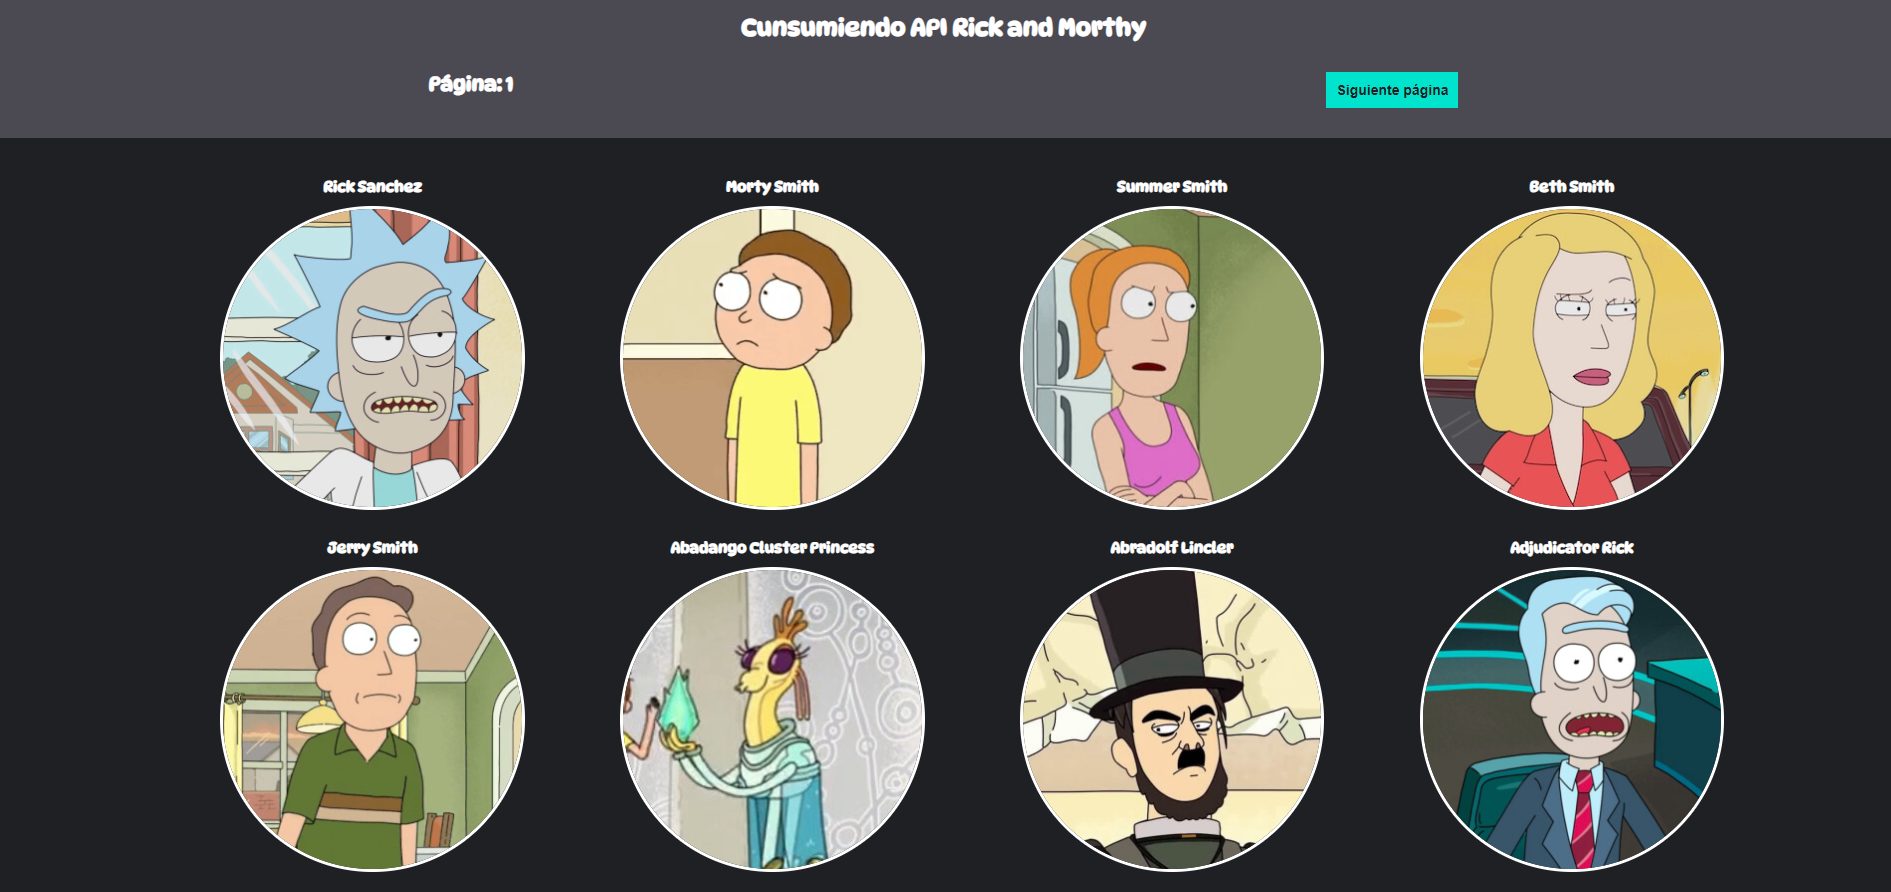 Cunsumiendo API Rick and Morthy
Página: 1
Siguiente página
Rick Sanchez
Morty Smith
Summer Smith
Beth Smith
Jerry Smith
Abadango Cluster Princess
Abradolf Lincler
Adjudicator Rick